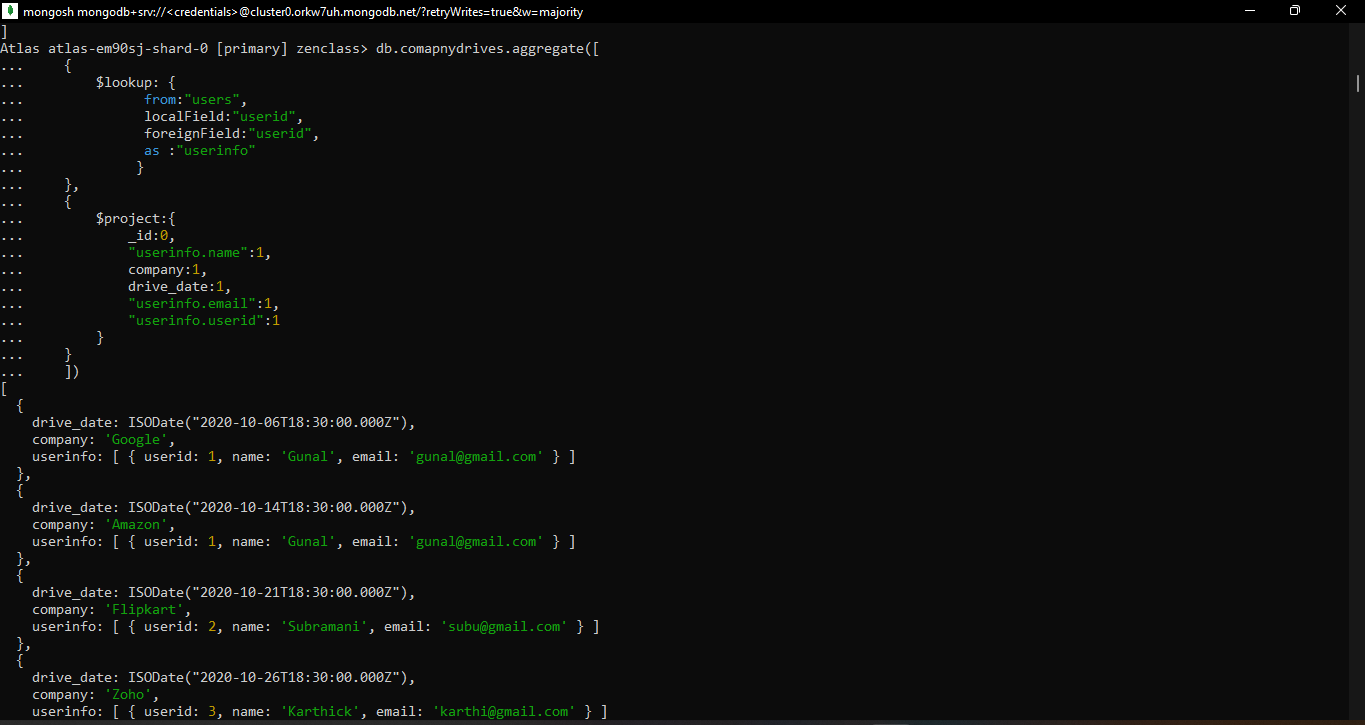 mongosh mongodb+srv://<credentials>@cluster0.orkw7uh.mongodb.net/?retryWrites=true&w=majority
]
Atlas atlas-em90sj-shard-0 [primary] zenclass> db.comapnydrives.aggregate([
...     {
...         $lookup: {
...               from:"users",
...               localField:"userid",
...               foreignField:"userid",
...               as :"userinfo"
...              }
...     },
...     {
...         $project:{
...             _id:0,
...             "userinfo.name":1,
...             company:1,
...             drive_date:1,
...             "userinfo.email":1,
...             "userinfo.userid":1
...         }
...     }
...     ])
[
  {
    drive_date: ISODate("2020-10-06T18:30:00.000Z"),
    company: 'Google',
    userinfo: [ { userid: 1, name: 'Gunal', email: 'gunal@gmail.com' } ]
  },
  {
    drive_date: ISODate("2020-10-14T18:30:00.000Z"),
    company: 'Amazon',
    userinfo: [ { userid: 1, name: 'Gunal', email: 'gunal@gmail.com' } ]
  },
  {
    drive_date: ISODate("2020-10-21T18:30:00.000Z"),
    company: 'Flipkart',
    userinfo: [ { userid: 2, name: 'Subramani', email: 'subu@gmail.com' } ]
  },
  {
    drive_date: ISODate("2020-10-26T18:30:00.000Z"),
    company: 'Zoho',
    userinfo: [ { userid: 3, name: 'Karthick', email: 'karthi@gmail.com' } ]